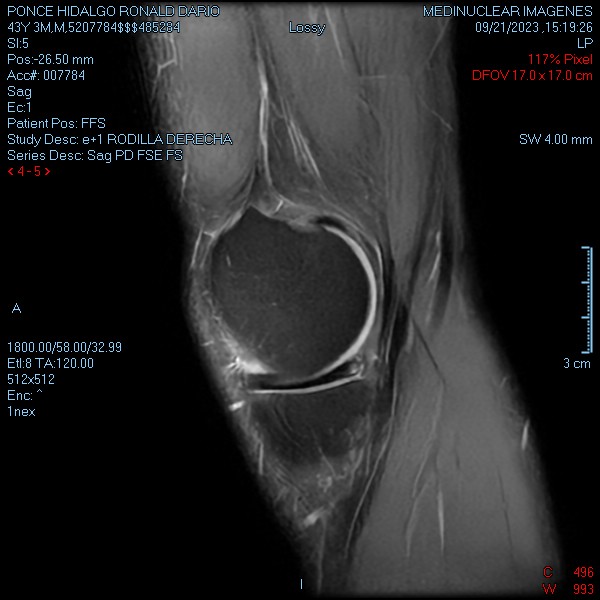 PONCE HIDALGO RONALD DARIO
43Y 3M,M,5207784$$$485284
Sl:5
Pos:-26.50 mm
Acc#: 007784
Sag
Ec:1
Patient Pos: FFS
Study Desc: e+1 RODILLA DERECHA
Series Desc: Sag PD FSE FS
< 4 - 5 >
Lossy
MEDINUCLEAR IMAGENES
09/21/2023 ,15:19:26
LP
117% Pixel
DFOV 17.0 x 17.0 cm
SW 4.00 mm
A
1800.00/58.00/32.99
Etl:8 TA:120.00
512x512
Enc: ^
1nex
3 cm
I
C 496
W 993